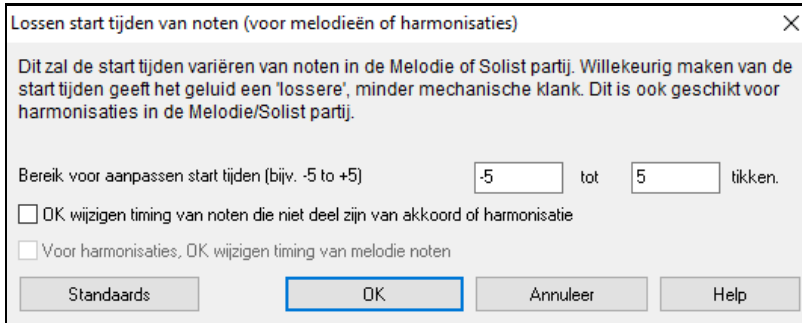 Lossen start tijden van noten (voor melodieën of harmonisaties)
Dit zal de start tijden variëren van noten in de Melodie of Solist partij. Willekeurig maken van de
start tijden geeft het geluid een 'lossere', minder mechanische klank. Dit is ook geschikt voor
harmonisaties in de Melodie/Solist partij.
Bereik voor aanpassen start tijden (bijv. -5 to +5) -5 tot 5 tikken.
OK wijzigen timing van noten die niet deel zijn van akkoord of harmonisatie
Voor harmonisaties, OK wijzigen timing van melodie noten
Standaards OK Annuleer Help